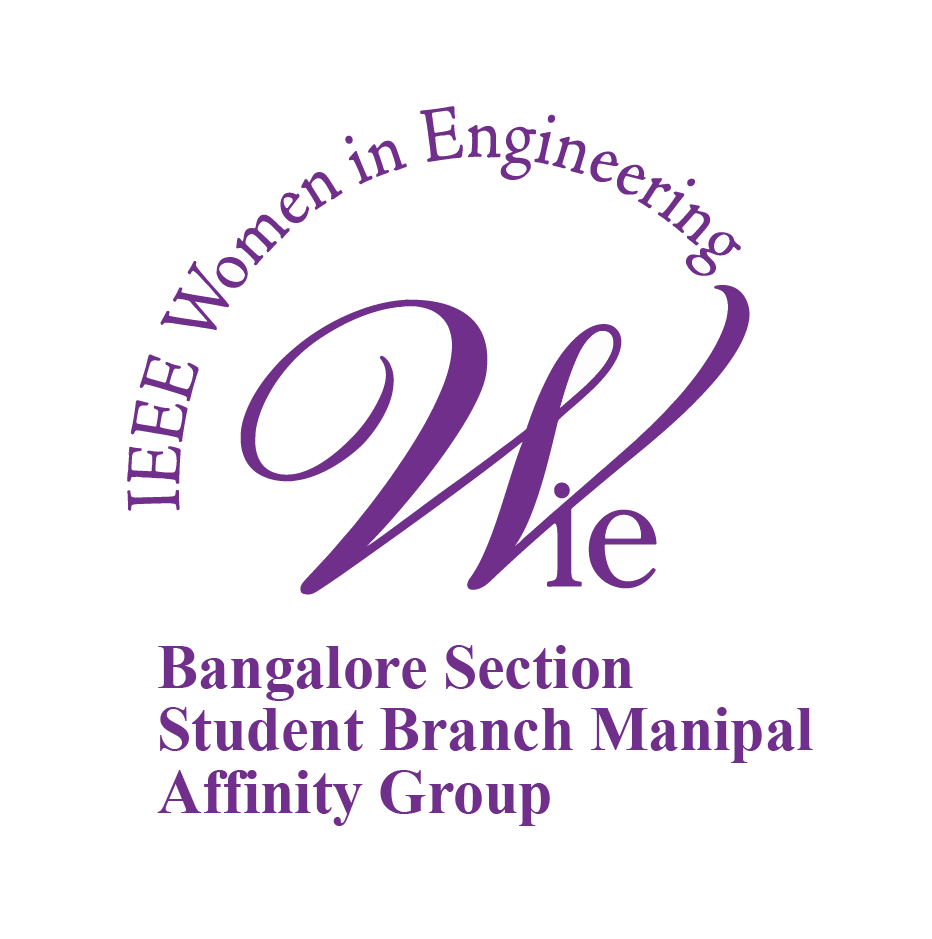 IEEE Women in Engineering
Wie
Bangalore Section
Student Branch Manipal
Affinity Group